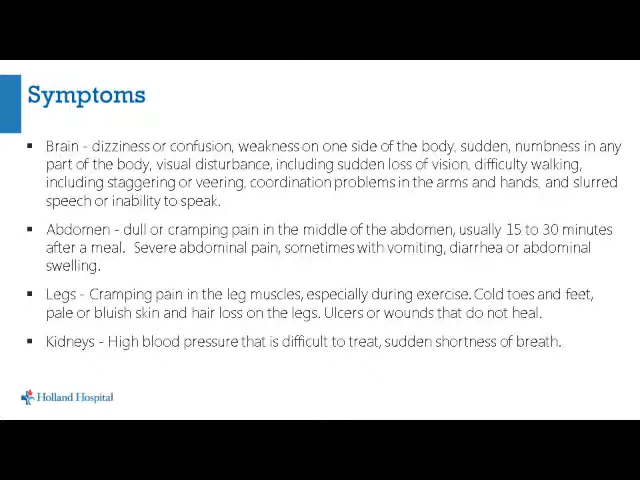 Symptoms
▪ Brain - dizziness or confusion, weakness on one side of the body, sudden, numbness in any
part of the body, visual disturbance, including sudden loss of vision, difficulty walking,
including staggering or veering, coordination problems in the arms and hands, and slurred
speech or inability to speak.
▪ Abdomen - dull or cramping pain in the middle of the abdomen, usually 15 to 30 minutes
after a meal. Severe abdominal pain, sometimes with vomiting, diarrhea or abdominal
swelling.
▪ Legs - Cramping pain in the leg muscles, especially during exercise. Cold toes and feet,
pale or bluish skin and hair loss on the legs. Ulcers or wounds that do not heal.
▪ Kidneys - High blood pressure that is difficult to treat, sudden shortness of breath.
Holland Hospital